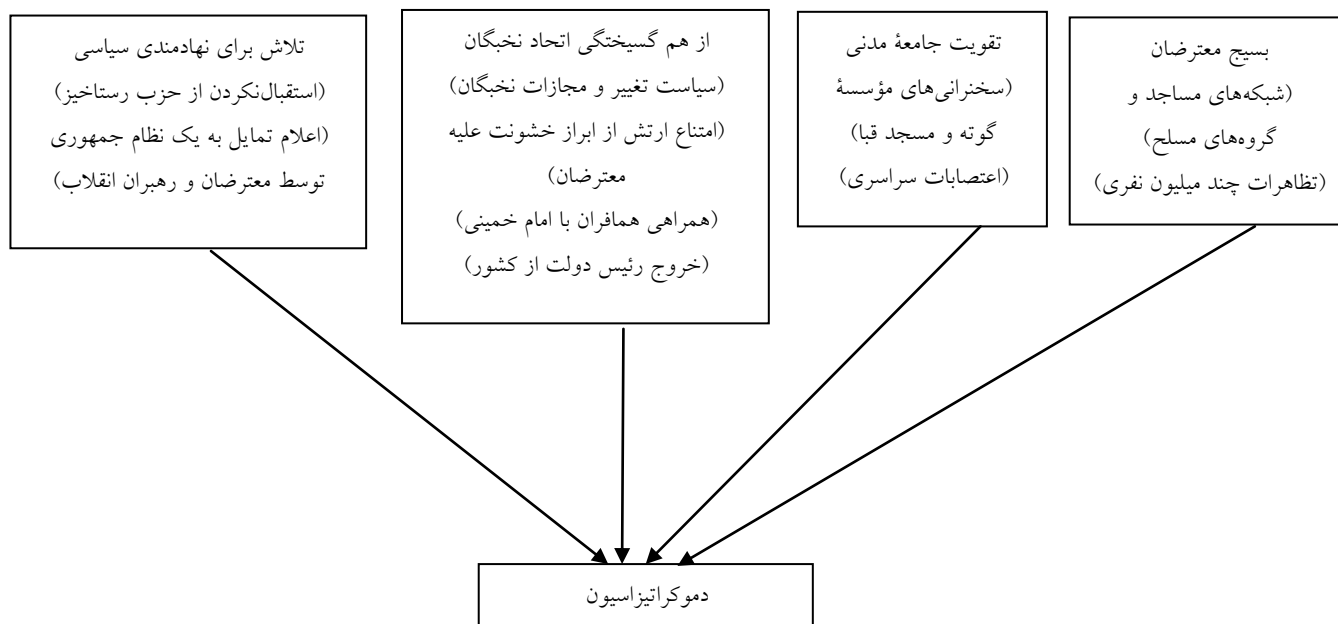 بسیج معترضان
(شبکه‌های مساجد و
گروه‌های مسلح)
(تظاهرات چند میلیون نفری)
تقویت جامعهٔ مدنی
(سخنرانی‌های مؤسسهٔ
گوته و مسجد قبا)
(اعتصابات سراسری)
از هم گسیختگی اتحاد نخبگان
(سیاست تغییر و مجازات نخبگان)
(امتناع ارتش از ابراز خشونت علیه
معترضان)
(همراهی همافران با امام خمینی)
(خروج رئیس دولت از کشور)
تلاش برای نهادمندی سیاسی
(استقبال‌نکردن از حزب رستاخیز)
(اعلام تمایل به یک نظام جمهوری
توسط معترضان و رهبران انقلاب)
دموکراتیزاسیون